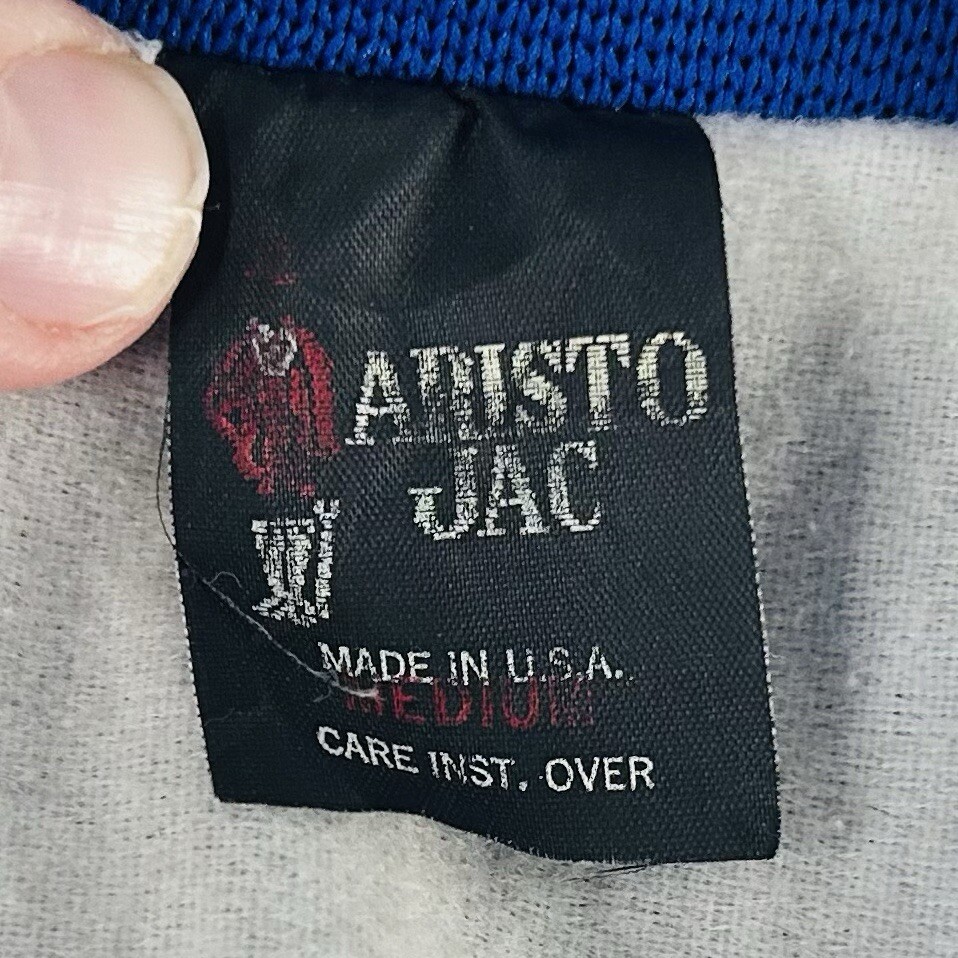 ARISTO
JAC
MADE IN U.S.A.
MEDIUM
CARE INST. OVER